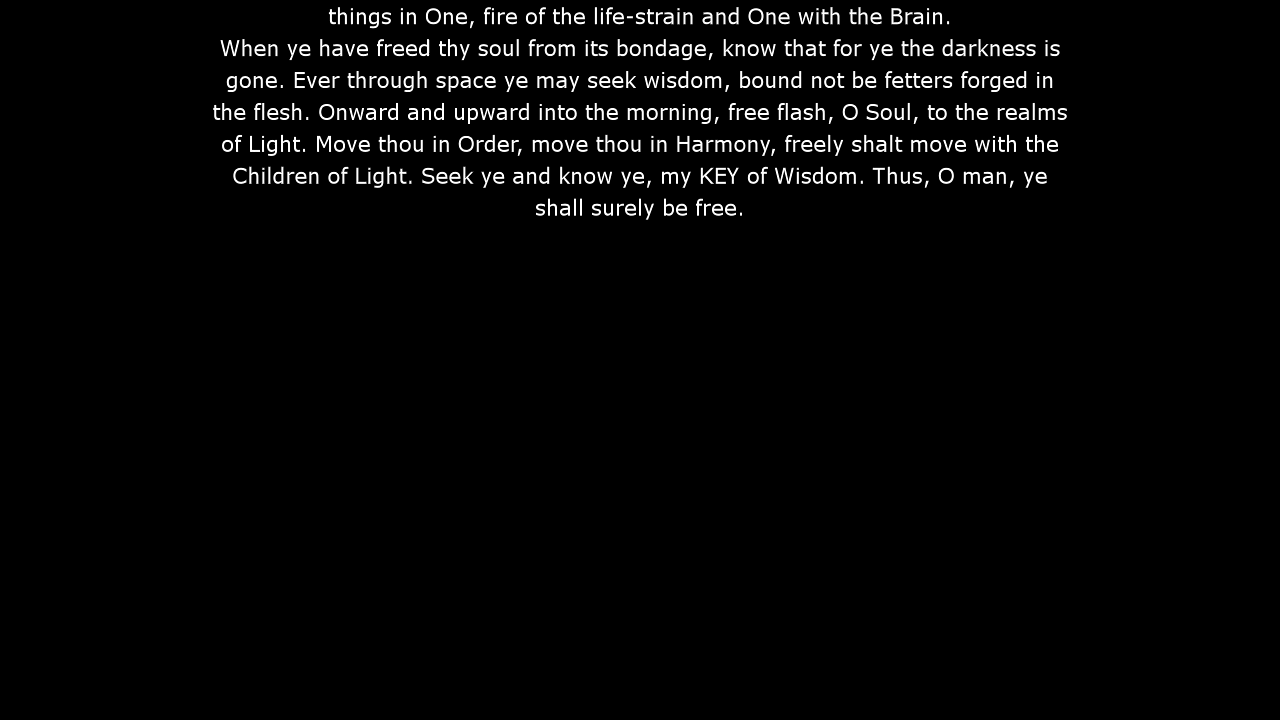 things in One, fire of the life-strain and One with the Brain.
When ye have freed thy soul from its bondage, know that for ye the darkness is
gone. Ever through space ye may seek wisdom, bound not be fetters forged in
the flesh. Onward and upward into the morning, free flash, O Soul, to the realms
of Light. Move thou in Order, move thou in Harmony, freely shalt move with the
Children of Light. Seek ye and know ye, my KEY of Wisdom. Thus, O man, ye
shall surely be free.